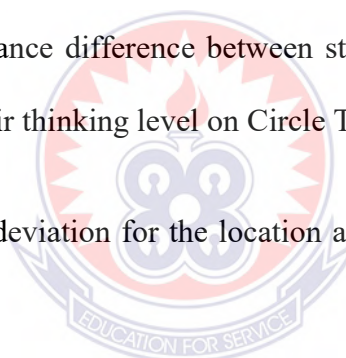 ance difference between st
ir thinking level on Circle T
deviation for the location a
EDUCATION FOR SERVICE